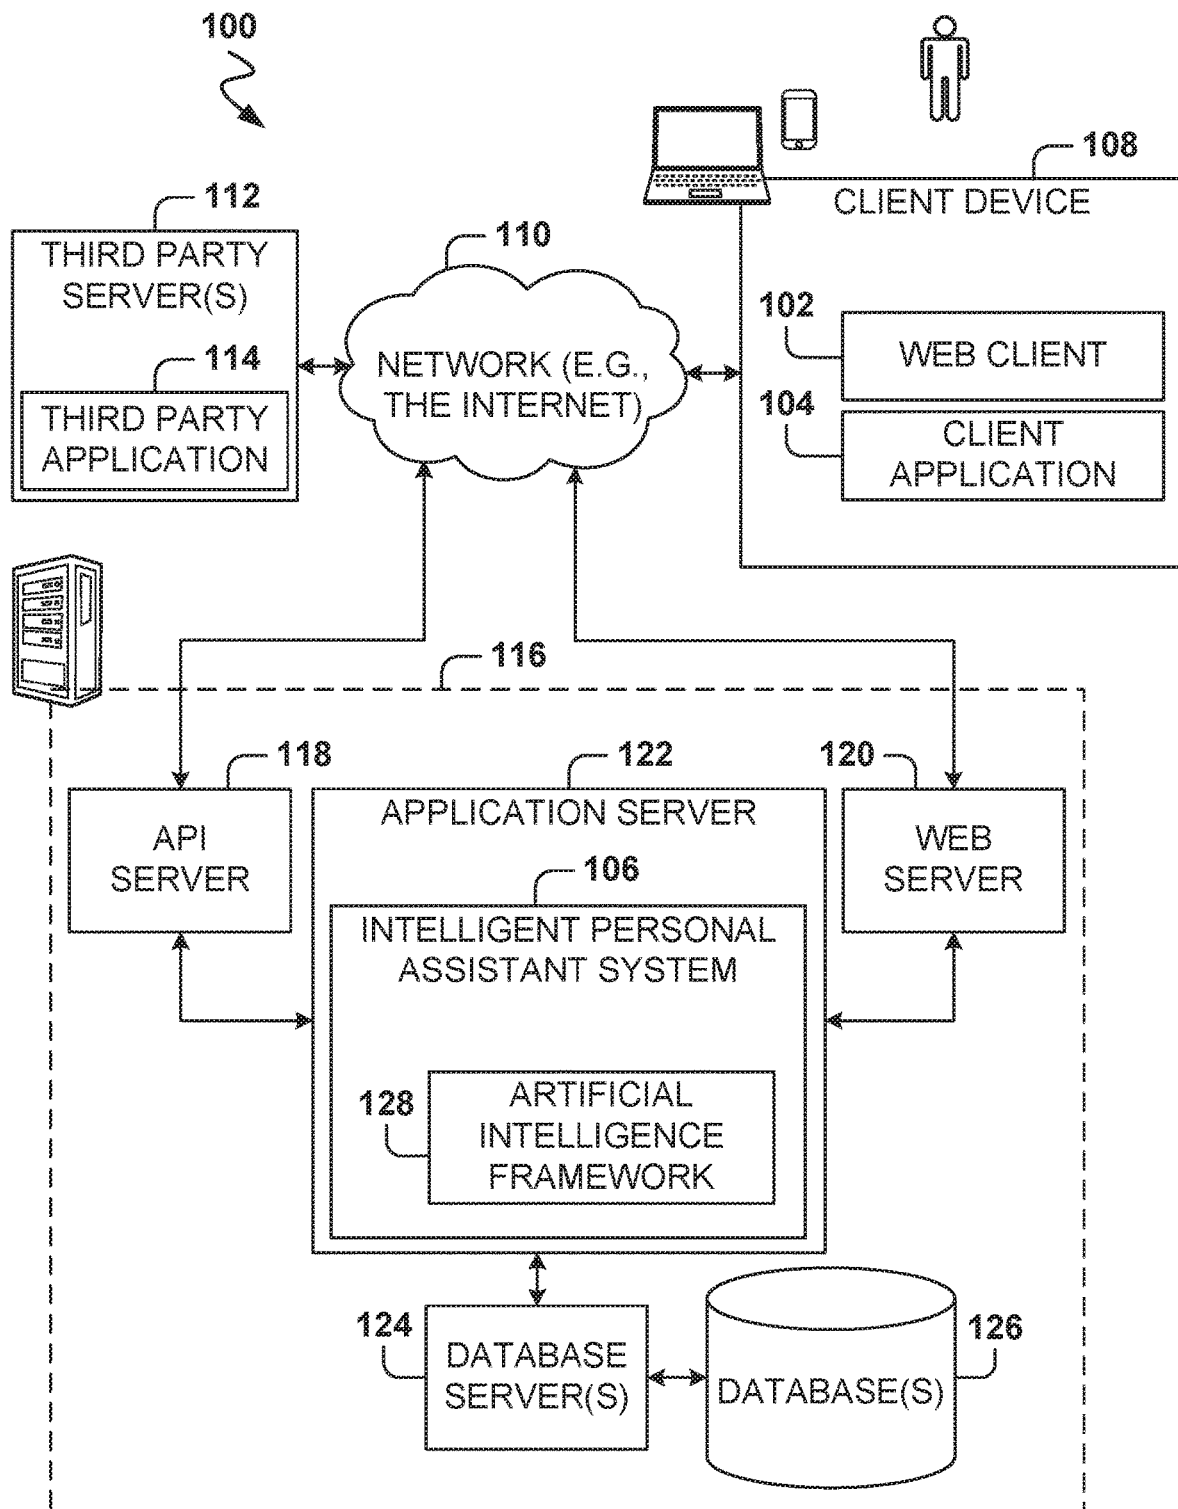 100
108
CLIENT DEVICE
112
THIRD PARTY
SERVER(S)
114
THIRD PARTY
APPLICATION
110
NETWORK (E.G.,
THE INTERNET)
102
WEB CLIENT
104
CLIENT
APPLICATION
116
118
API
SERVER
122
APPLICATION SERVER
106
INTELLIGENT PERSONAL
ASSISTANT SYSTEM
128
ARTIFICIAL
INTELLIGENCE
FRAMEWORK
120
WEB
SERVER
124
DATABASE
SERVER(S)
DATABASE(S)
126